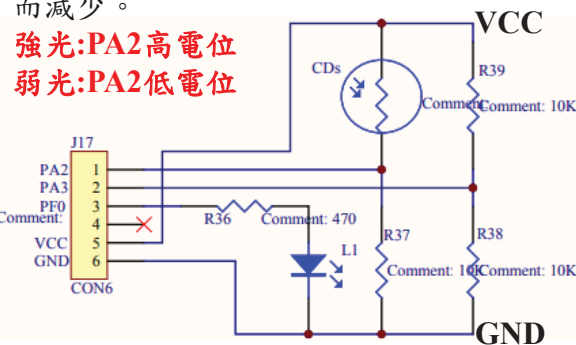 而減少。
強光:PA2高電位
弱光:PA2低電位
VCC
CDs
R39
Comment: 10K
J17
PA2 1
PA3 2
PF0 3
Comment: 4
VCC 5
GND 6
CON6
R36
Comment: 470
L1
R37
Comment: 10K
R38
Comment: 10K
GND